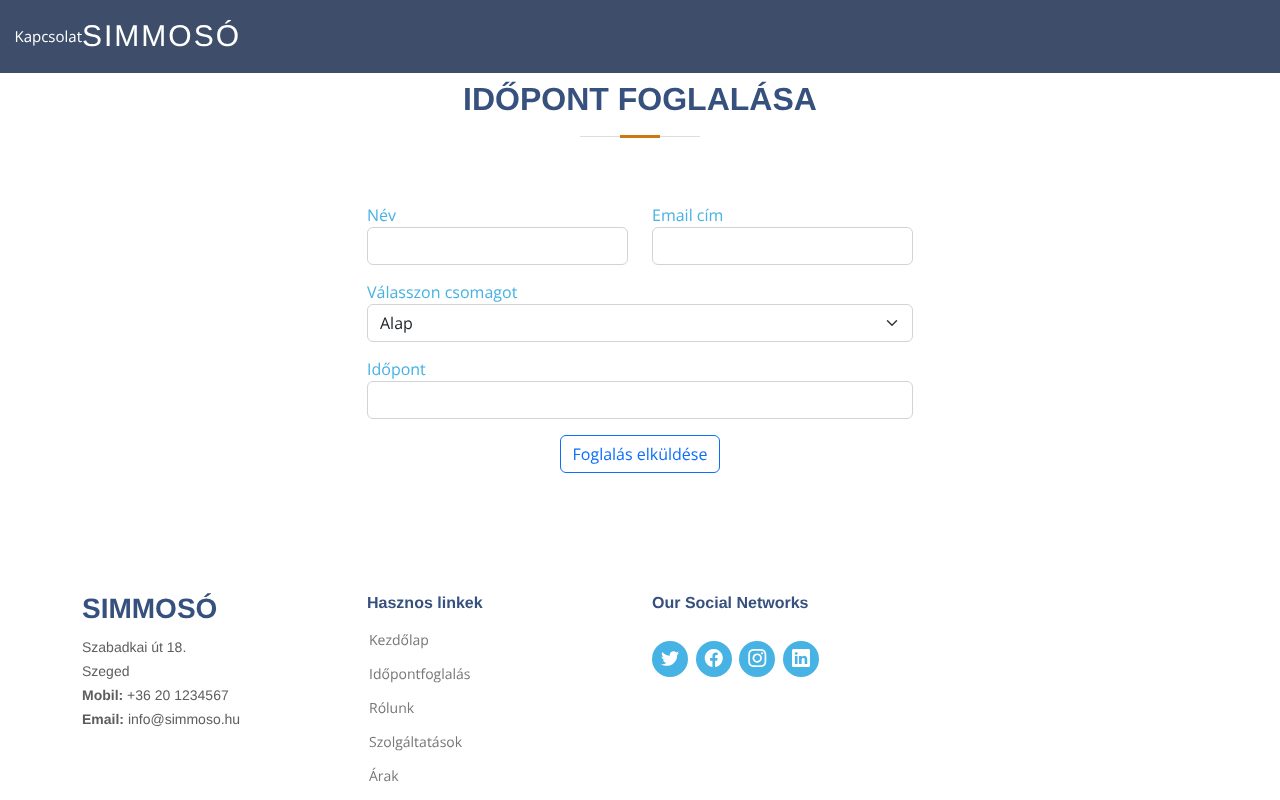 Kapcsolat SIMMOSÓ
IDŐPONT FOGLALÁSA
Név
Email cím
Válasszon csomagot
Alap
Időpont
Foglalás elküldése
SIMMOSÓ
Szabadkai út 18.
Szeged
Mobil: +36 20 1234567
Email: info@simmoso.hu
Hasznos linkek
Kezdőlap
Időpontfoglalás
Rólunk
Szolgáltatások
Árak
Our Social Networks